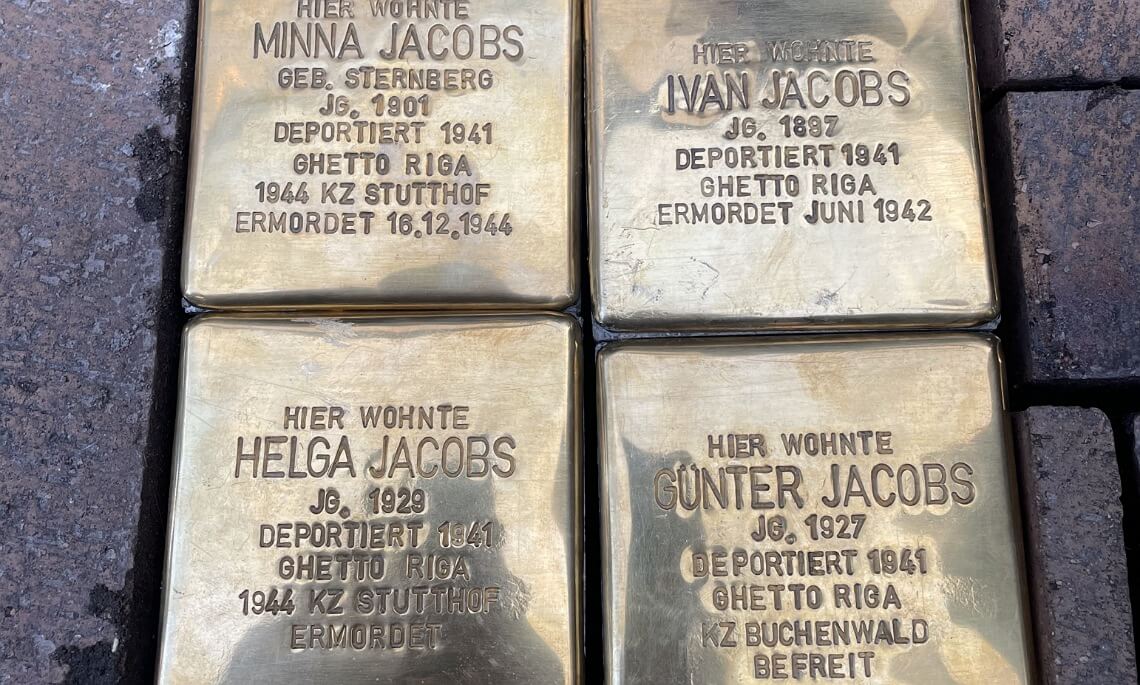 HIER WOHNTE
MINNA JACOBS
GEB. STERNBERG
JG. 1901
DEPORTIERT 1941
GHETTO RIGA
1944 KZ STUTTHOF
ERMORDET 16.12.1944
HIER WOHNTE
IVAN JACOBS
JG. 1897
DEPORTIERT 1941
GHETTO RIGA
ERMORDET JUNI 1942
HIER WOHNTE
HELGA JACOBS
JG. 1929
DEPORTIERT 1941
GHETTO RIGA
1944 KZ STUTTHOF
ERMORDET
HIER WOHNTE
GÜNTER JACOBS
JG. 1927
DEPORTIERT 1941
GHETTO RIGA
KZ BUCHENWALD
BEFREIT